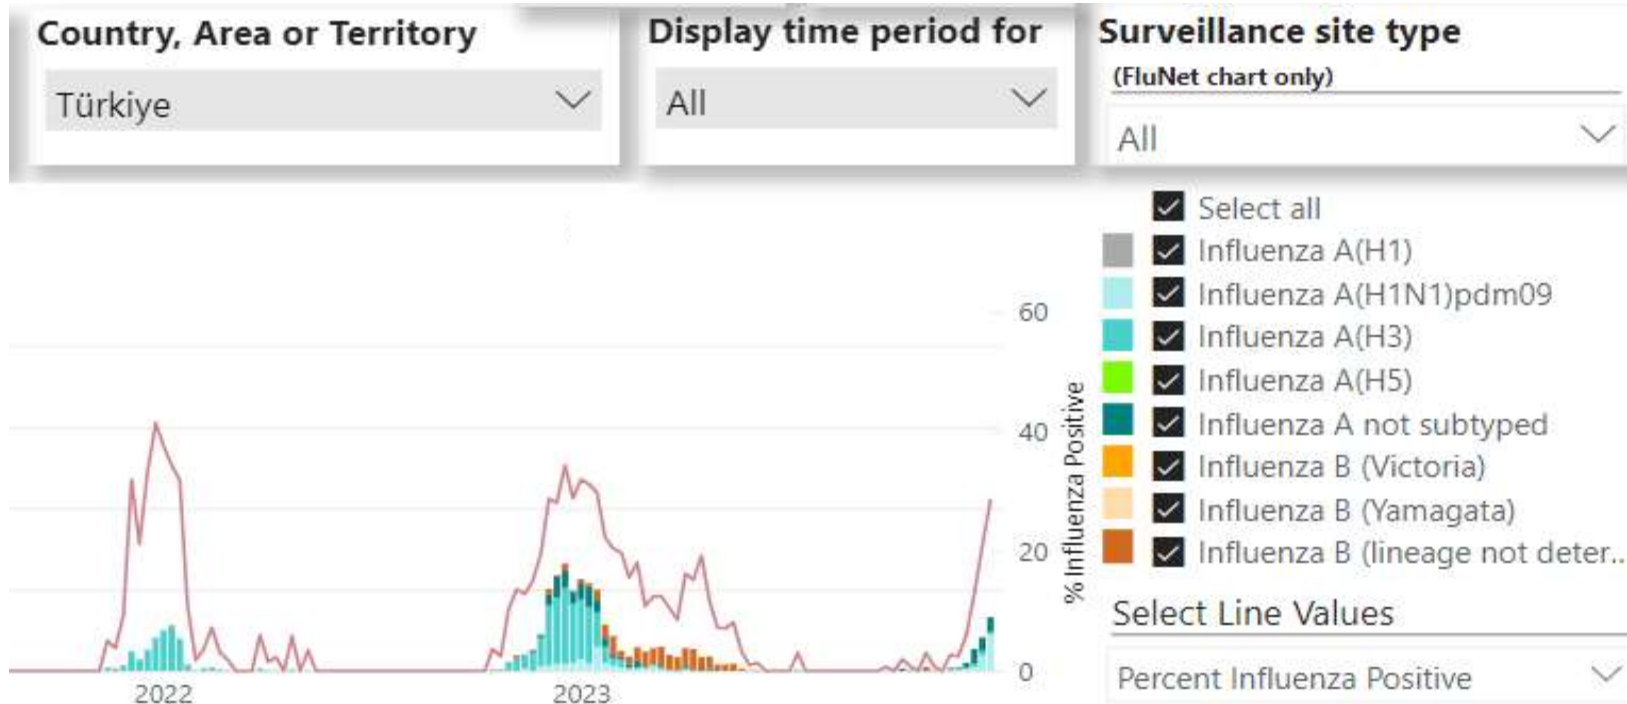 Country, Area or Territory
Türkiye
Display time period for
All
Surveillance site type
(FluNet chart only)
All
Select all
Influenza A(H1)
Influenza A(H1N1)pdm09
Influenza A(H3)
Influenza A(H5)
Influenza A not subtyped
Influenza B (Victoria)
Influenza B (Yamagata)
Influenza B (lineage not deter..
Select Line Values
Percent Influenza Positive
60
40
20
0
% Influenza Positive
2022
2023